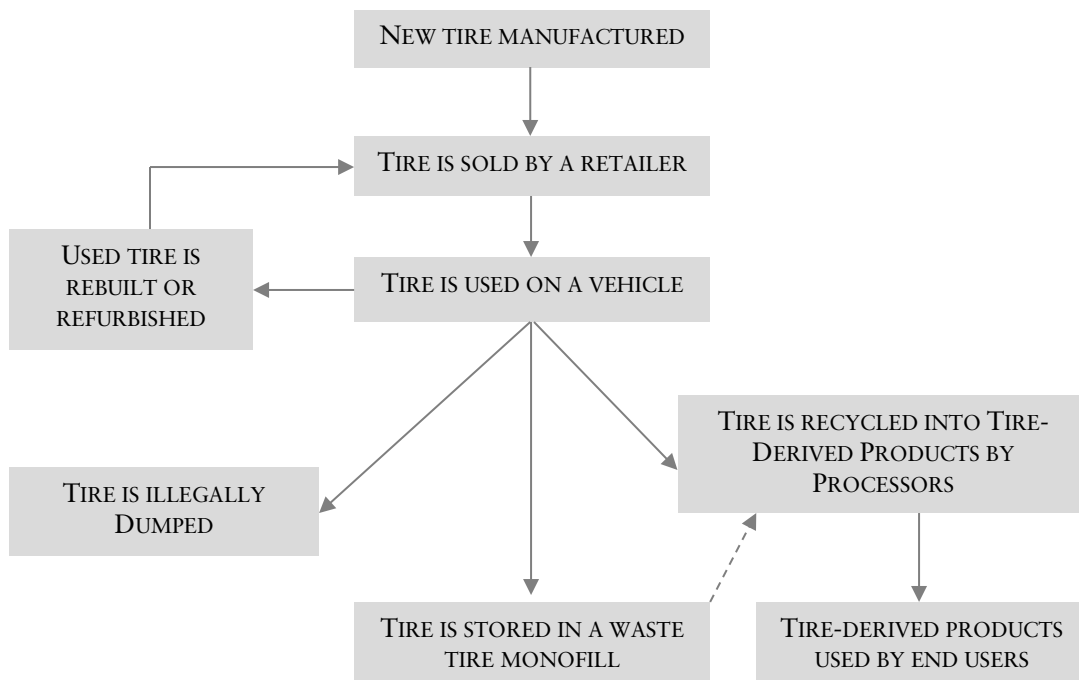 NEW TIRE MANUFACTURED
TIRE IS SOLD BY A RETAILER
USED TIRE IS
REBUILT OR
REFURBISHED
TIRE IS USED ON A VEHICLE
TIRE IS RECYCLED INTO TIRE-
DERIVED PRODUCTS BY
PROCESSORS
TIRE IS ILLEGALLY
DUMPED
TIRE IS STORED IN A WASTE
TIRE MONOFILL
TIRE-DERIVED PRODUCTS
USED BY END USERS